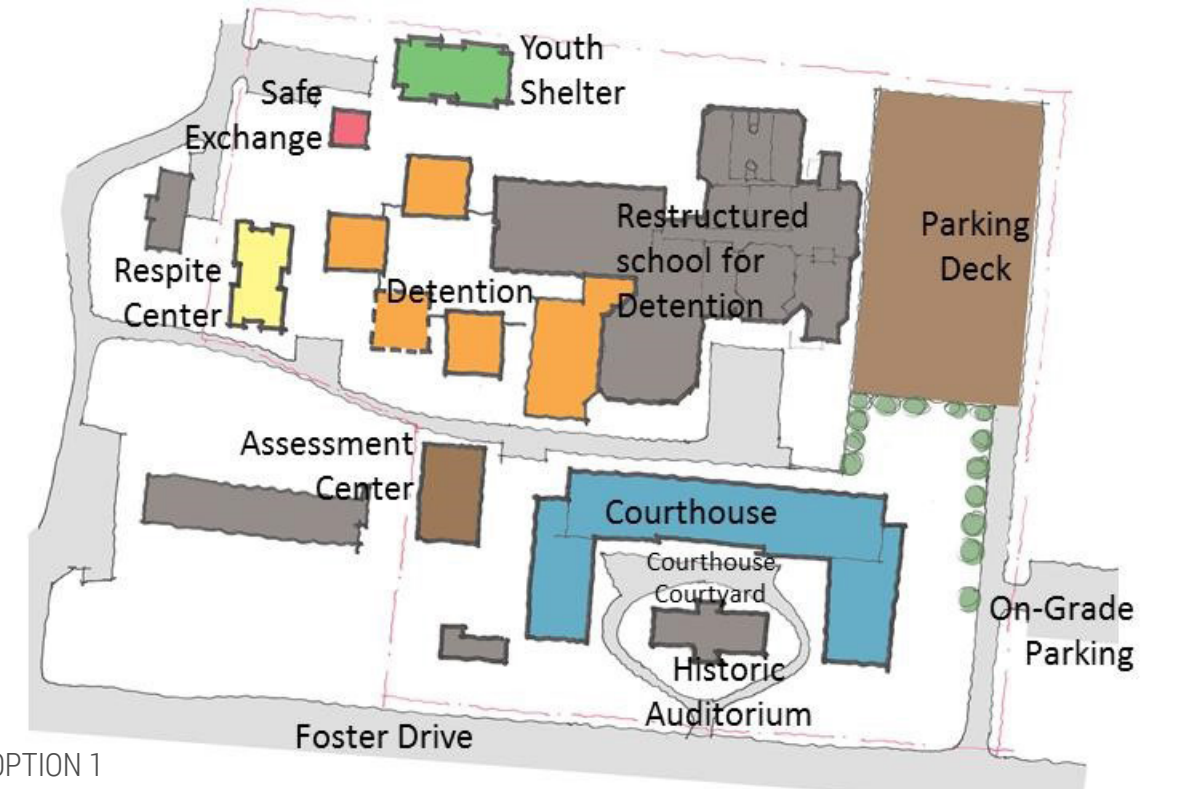 Youth
Shelter
Safe
Exchange
Restructured
school for
Detention
Parking
Deck
Respite
Center
Detention
Assessment
Center
Courthouse
Courthouse
Courtyard
On-Grade
Parking
Historic
Auditorium
Foster Drive
OPTION 1